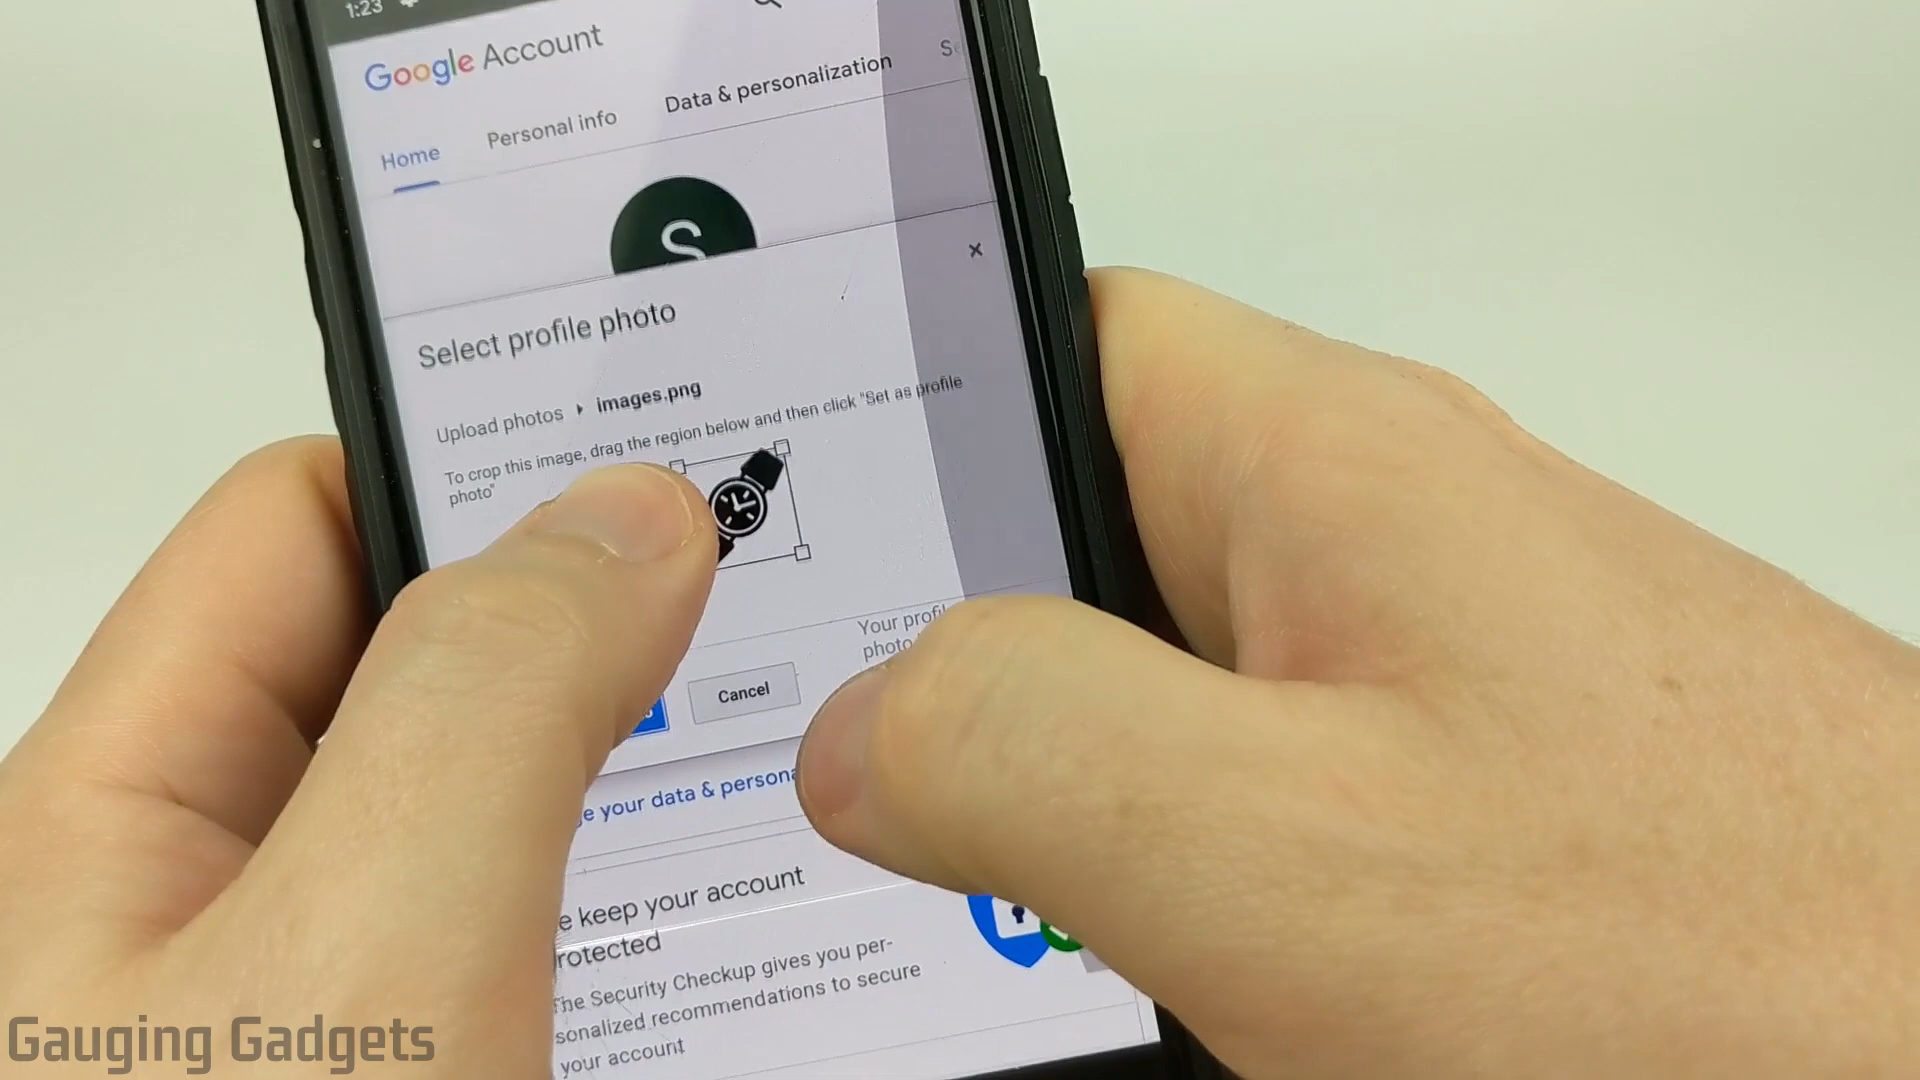 1:23
Google Account
Home
Personal info
Data & personalization
S
Select profile photo
Upload photos
images.png
To crop this image, drag the region below and then click "Set as profile
photo"
Your profil
photo
Cancel
e your data & persona
e keep your account
rotected
The Security Checkup gives you per-
sonalized recommendations to secure
your account
Gauging Gadgets